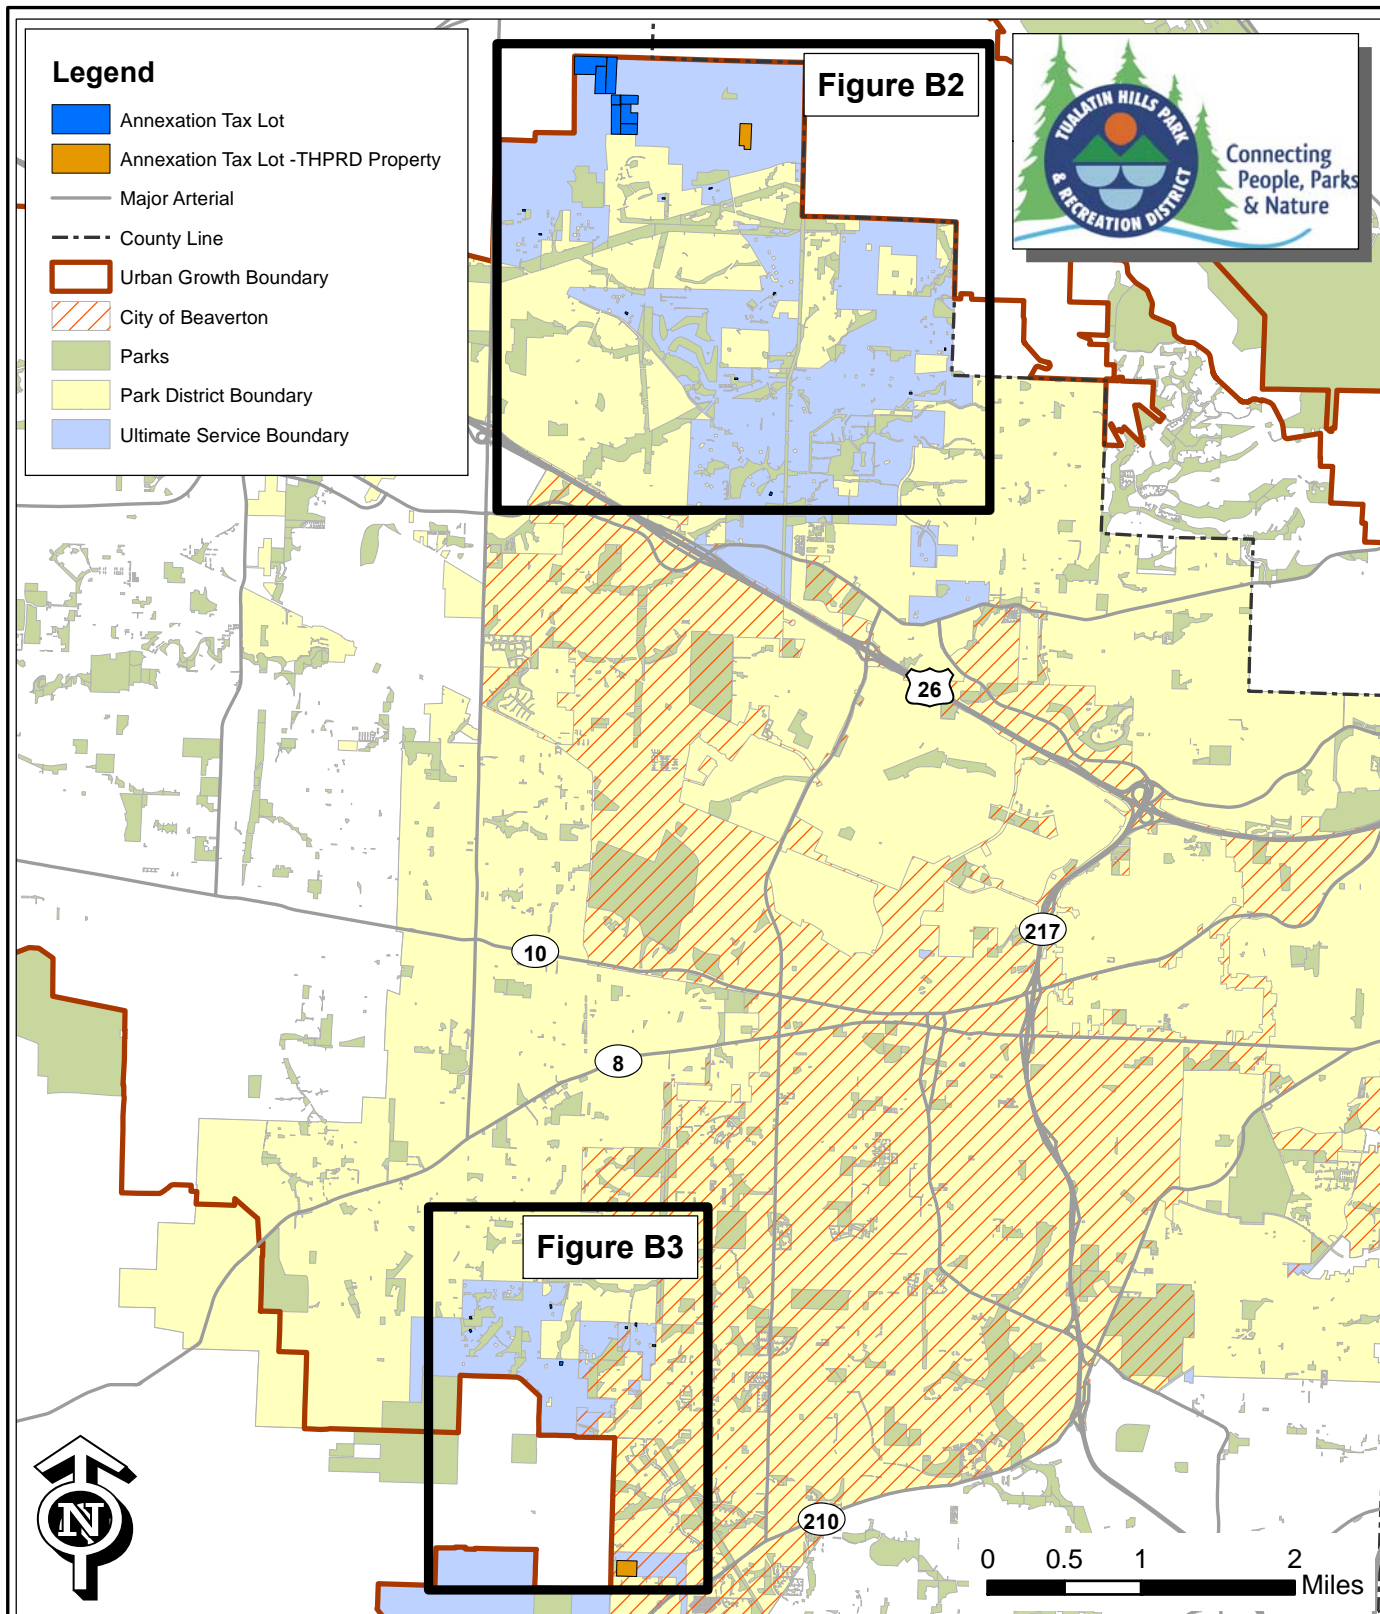 Legend
Annexation Tax Lot
Annexation Tax Lot -THPRD Property
Major Arterial
County Line
Urban Growth Boundary
City of Beaverton
Parks
Park District Boundary
Ultimate Service Boundary
Figure B2
TUALATIN HILLS PARK
& RECREATION DISTRICT
Connecting
People, Parks
& Nature
26
217
10
8
Figure B3
210
N
0 0.5 1 2
Miles